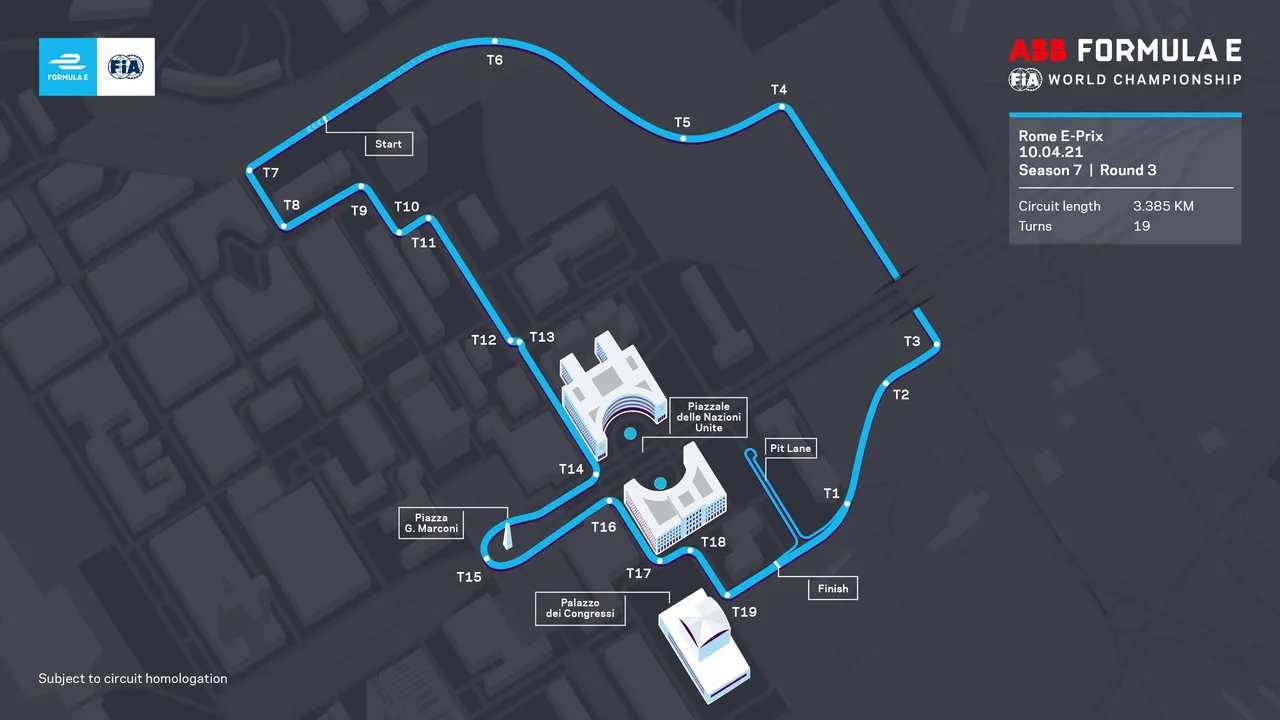 FORMULA E
FiA
ABB FORMULA E
FiA WORLD CHAMPIONSHIP
Rome E-Prix
10.04.21
Season 7 | Round 3
Circuit length 3.385 KM
Turns 19
T6
T4
T5
Start
T7
T8
T9
T10
T11
T12
T13
T3
T2
Piazzale
delle Nazioni
Unite
Pit Lane
T14
T1
Piazza
G. Marconi
T16
T18
T15
T17
Finish
Palazzo
dei Congressi
T19
Subject to circuit homologation